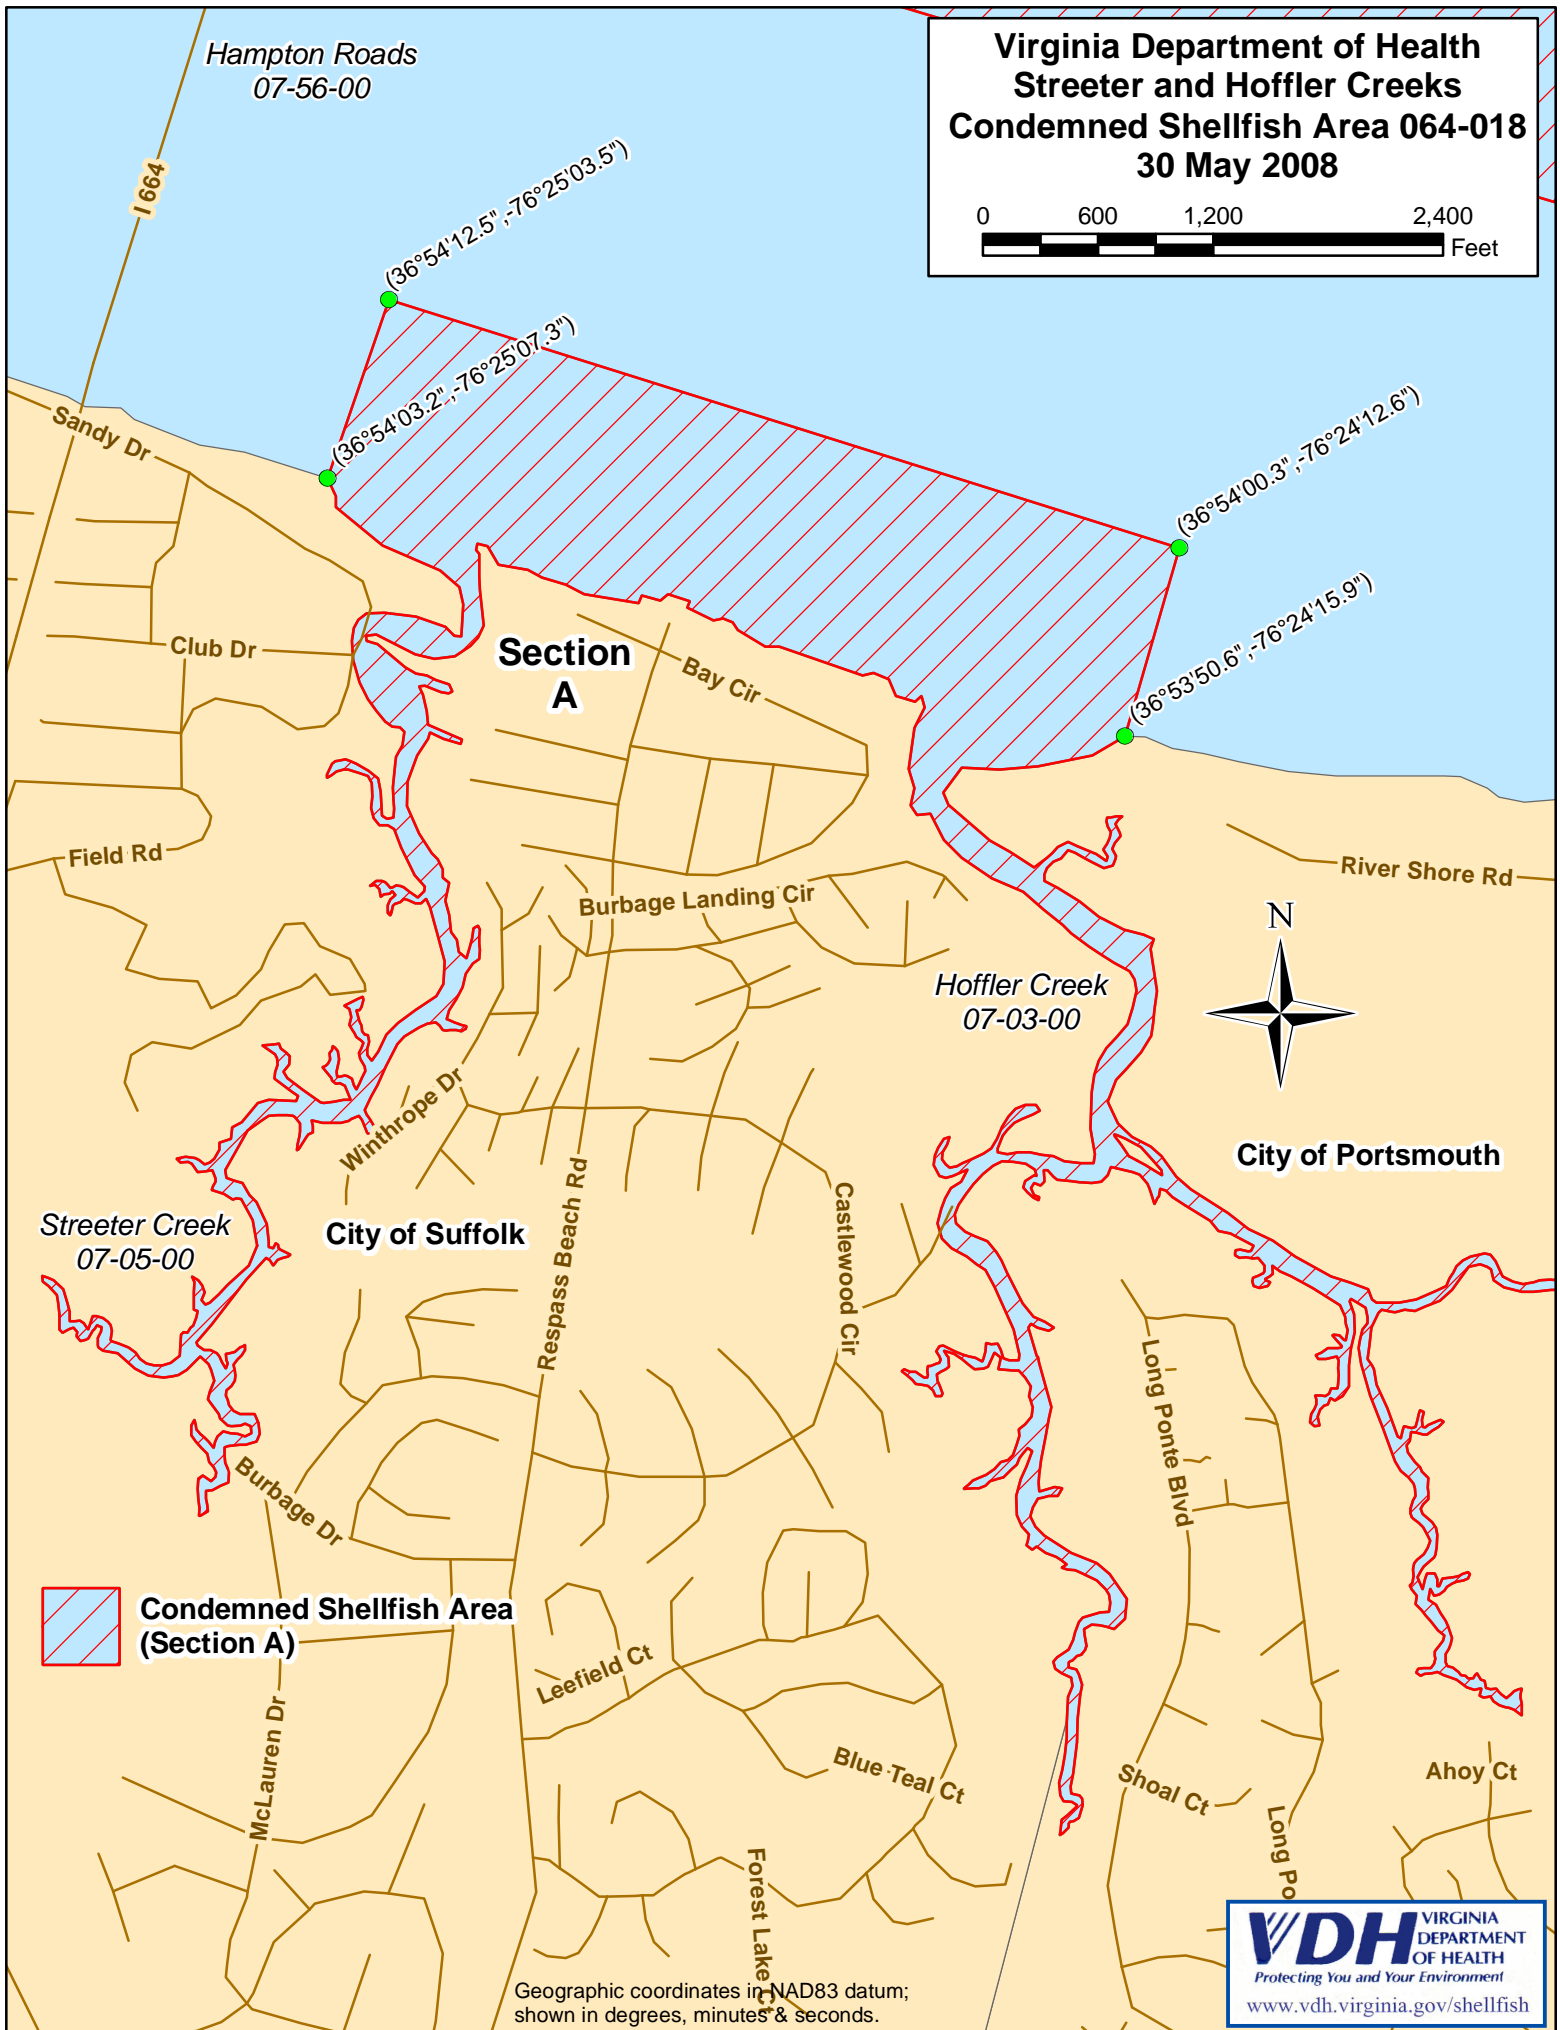 Hampton Roads
07-56-00
Virginia Department of Health
Streeter and Hoffler Creeks
Condemned Shellfish Area 064-018
30 May 2008
0 600 1,200 2,400
Feet
I 664
(36°54'12.5",-76°25'03.5")
(36°54'03.2",-76°25'07.3")
(36°54'00.3",-76°24'12.6")
(36°53'50.6",-76°24'15.9")
Sandy Dr
Club Dr
Section
A
Bay Cir
Field Rd
River Shore Rd
Burbage Landing Cir
N
Hoffler Creek
07-03-00
Winthrope Dr
City of Portsmouth
Streeter Creek
07-05-00
City of Suffolk
Respass Beach Rd
Castlewood Cir
Long Ponte Blvd
Burbage Dr
Condemned Shellfish Area
(Section A)
Leefield Ct
McLauren Dr
Blue Teal Ct
Shoal Ct
Ahoy Ct
Long Po
Forest Lake Ct
VDH
VIRGINIA
DEPARTMENT
OF HEALTH
Protecting You and Your Environment
www.vdh.virginia.gov/shellfish
Geographic coordinates in NAD83 datum;
shown in degrees, minutes & seconds.